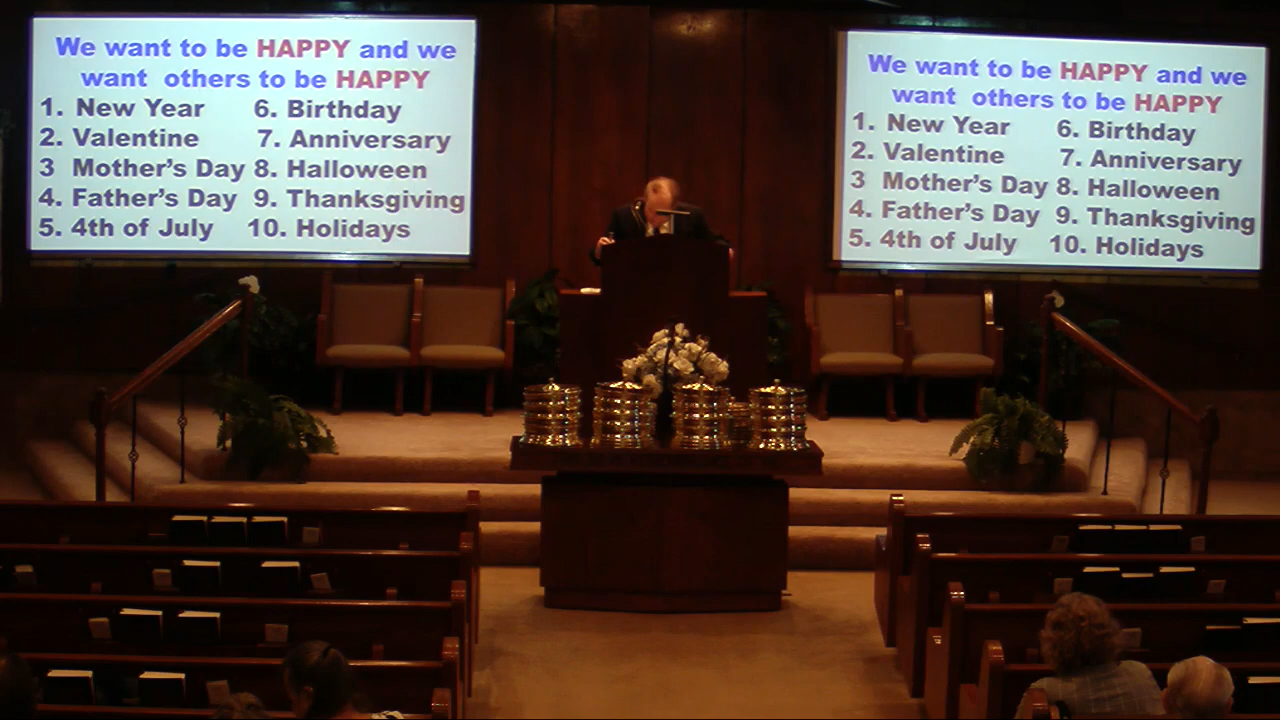 We want to be HAPPY and we
want others to be HAPPY
1. New Year 6. Birthday
2. Valentine 7. Anniversary
3 Mother's Day 8. Halloween
4. Father's Day 9. Thanksgiving
5. 4th of July 10. Holidays
We want to be HAPPY and we
want others to be HAPPY
1. New Year 6. Birthday
2. Valentine 7. Anniversary
3 Mother's Day 8. Halloween
4. Father's Day 9. Thanksgiving
5. 4th of July 10. Holidays